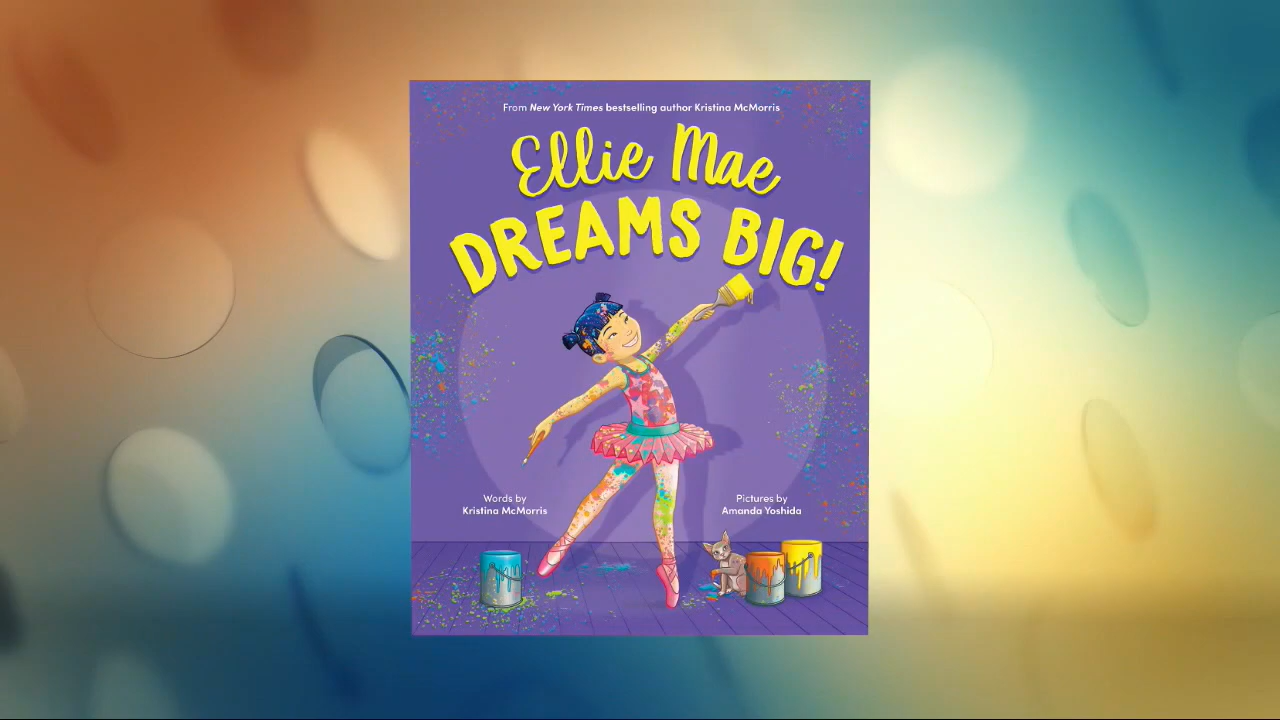 From New York Times bestselling author Kristina McMorris
Ellie Mae
DREAMS BIG!
Words by
Kristina McMorris
Pictures by
Amanda Yoshida